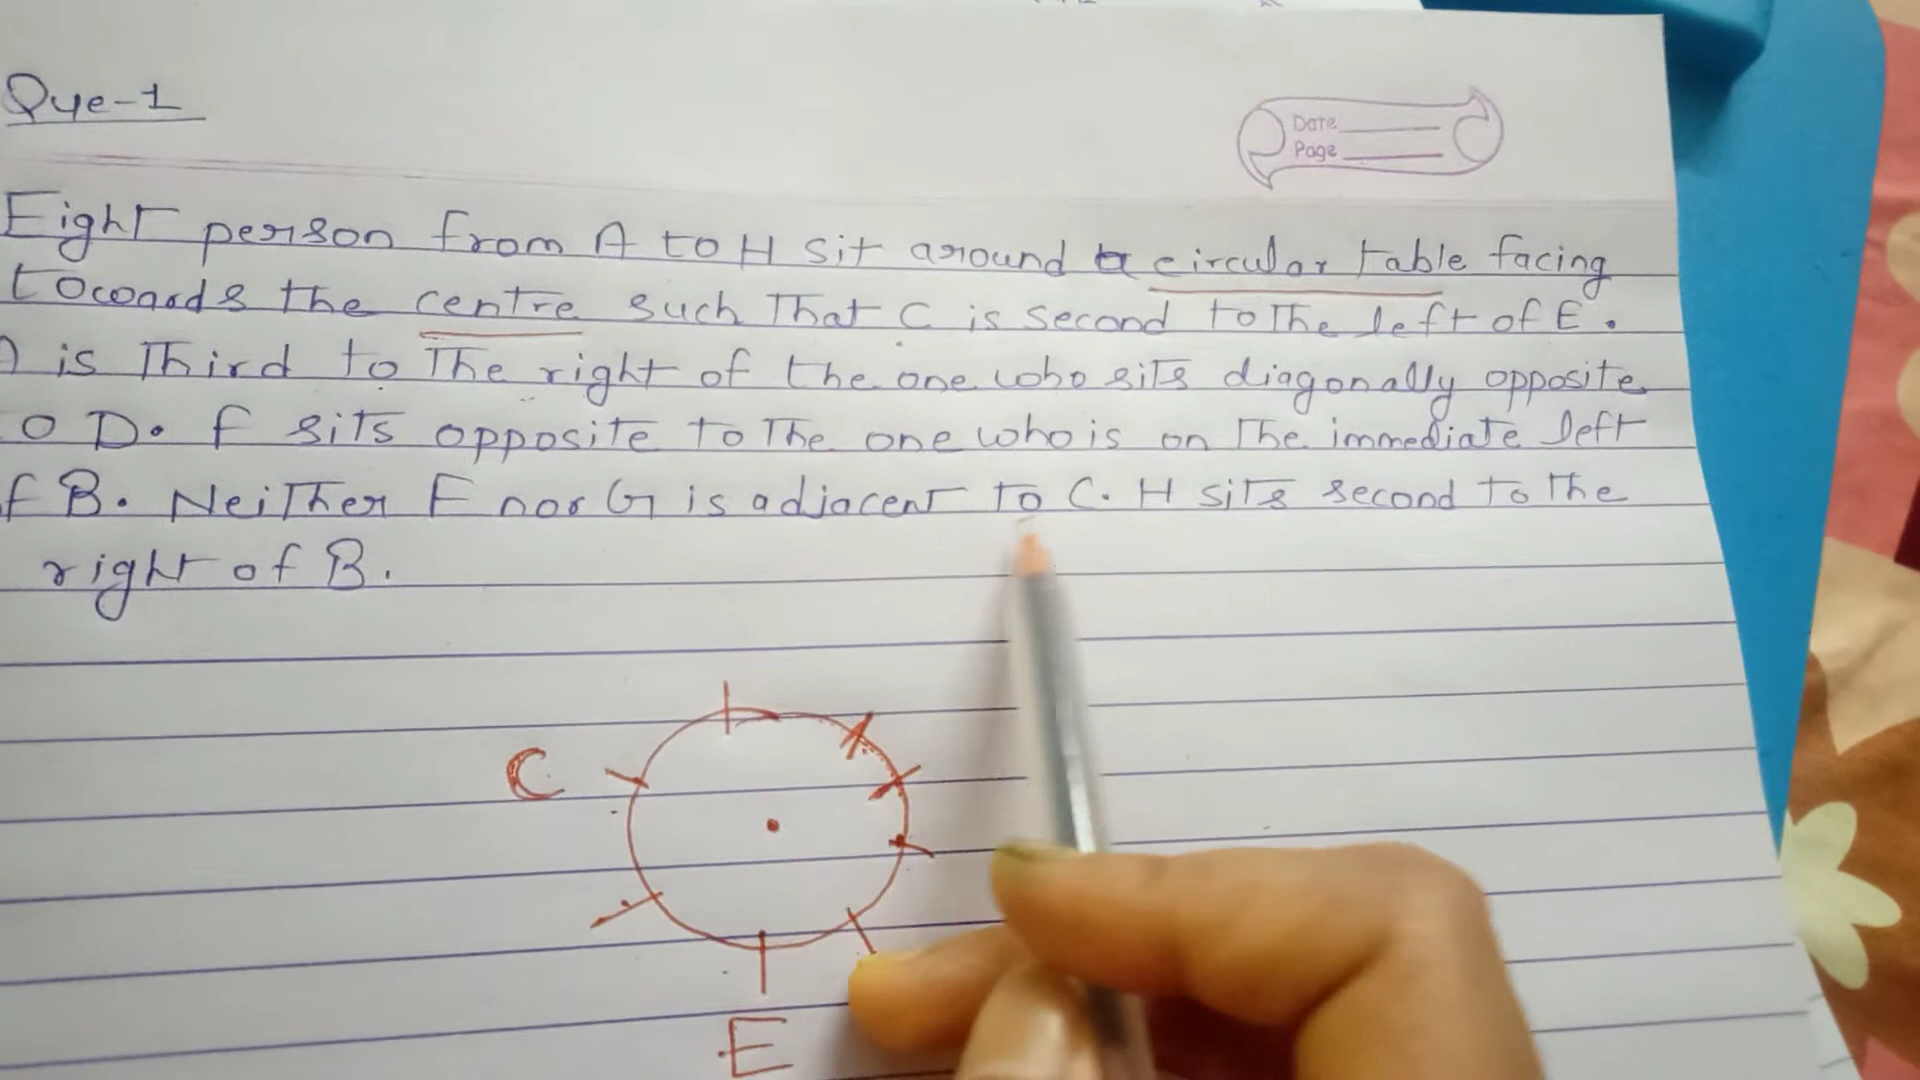 Que-1
Date
Page
Eight person from A to H sit around a circular table facing
towards the centre such That C is second to The left of E.
is Third to The right of the one who sits diagonally opposite
D. F sits opposite to The one who is on The immediate left
B. Neither F nor G is adjacent to C. H sits second to the
right of B.
C
E